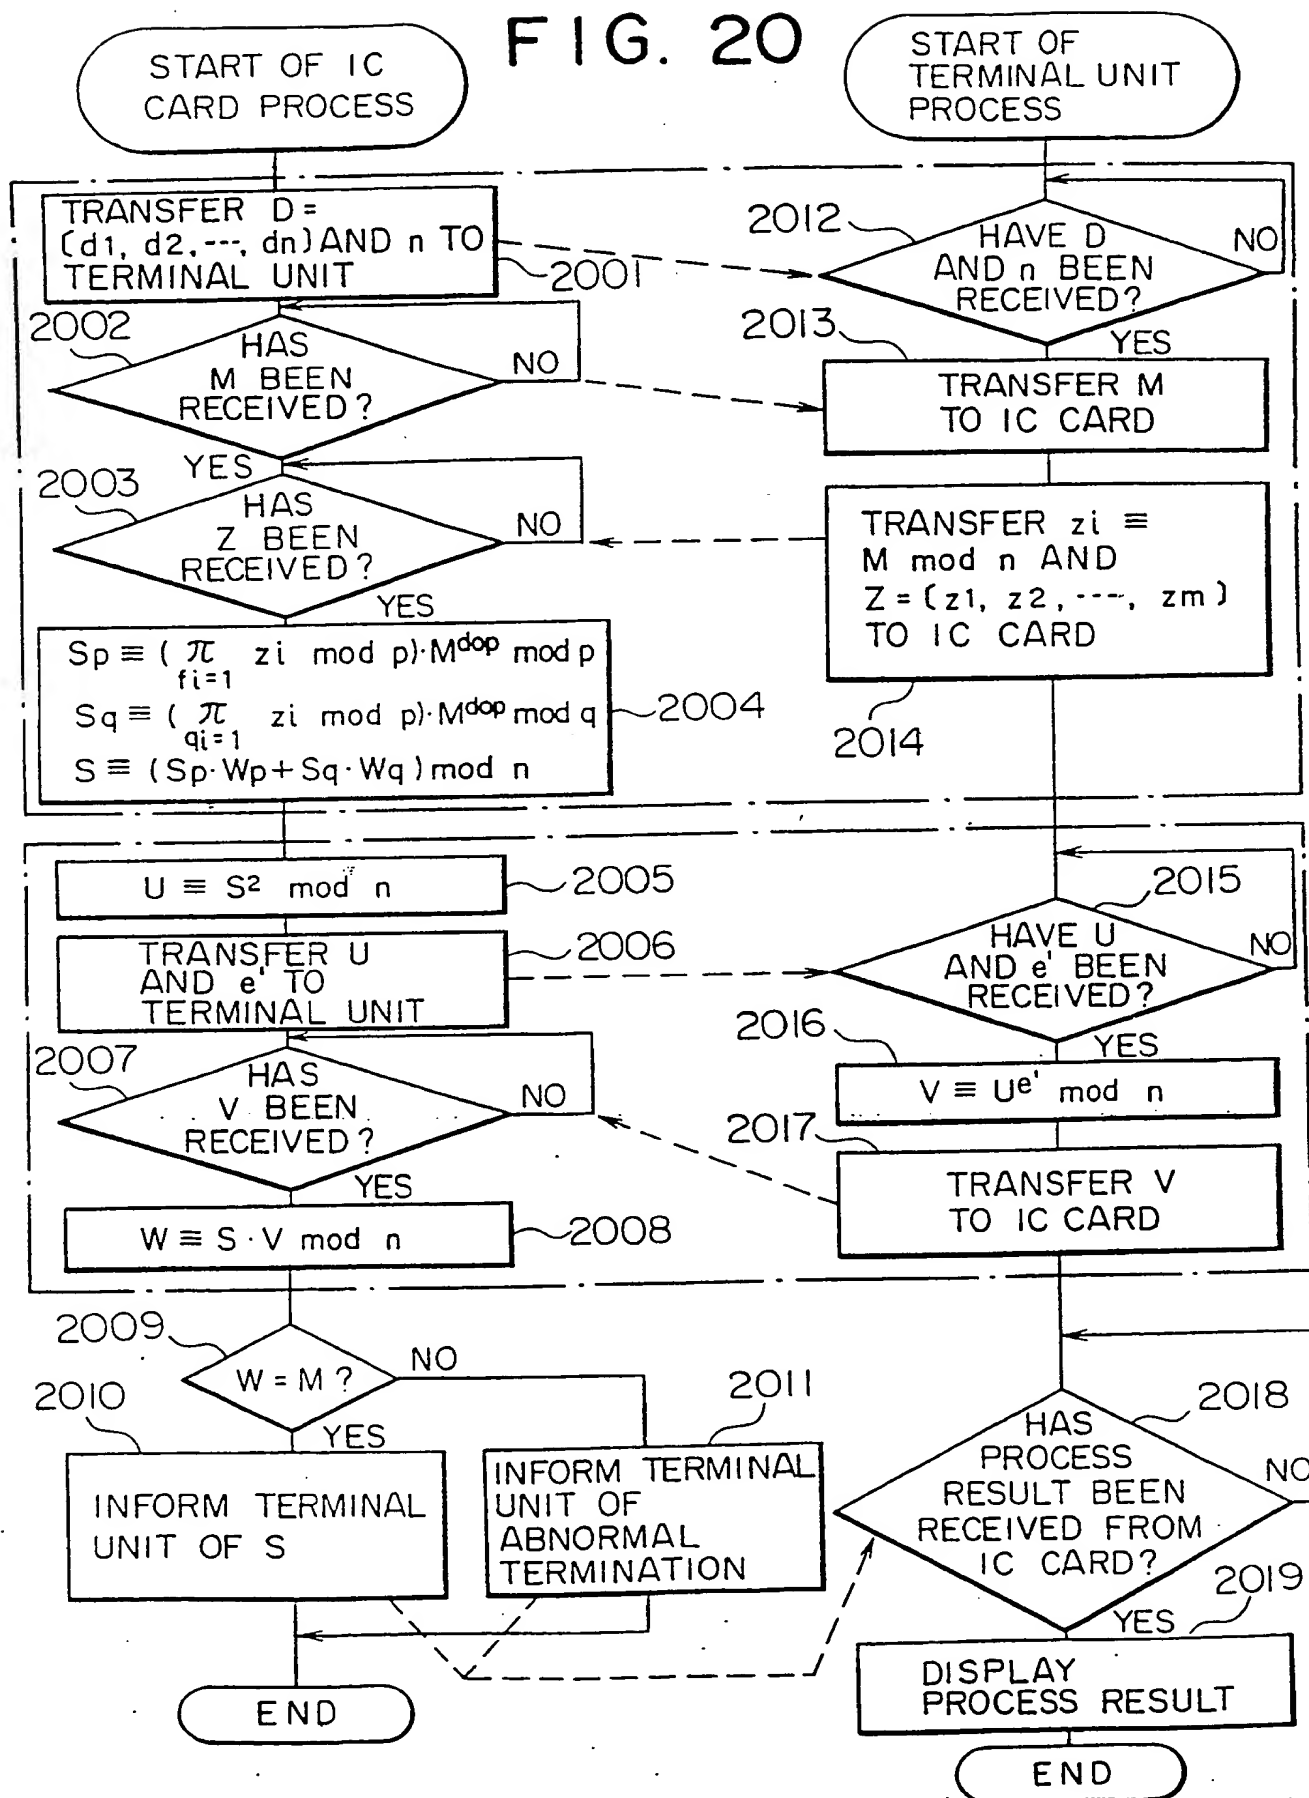 FIG. 20
START OF IC
CARD PROCESS
START OF
TERMINAL UNIT
PROCESS
TRANSFER D=
(d1, d2, ---, dn) AND n TO
TERMINAL UNIT
2001
2012
HAVE D
AND n BEEN
RECEIVED?
NO
YES
2002
HAS
M BEEN
RECEIVED?
NO
YES
2013
TRANSFER M
TO IC CARD
2003
HAS
Z BEEN
RECEIVED?
NO
YES
TRANSFER zi ≡
M mod n AND
Z = (z1, z2, ---, zm)
TO IC CARD
2014
Sp ≡ ( π zi mod p)·M^dop mod p
fi=1
Sq ≡ ( π zi mod p)·M^dop mod q
qi=1
S ≡ (Sp·Wp+Sq·Wq) mod n
2004
U ≡ S² mod n
2005
TRANSFER U
AND e' TO
TERMINAL UNIT
2006
2015
HAVE U
AND e' BEEN
RECEIVED?
NO
YES
2007
HAS
V BEEN
RECEIVED?
NO
YES
2016
V ≡ U^e' mod n
2017
TRANSFER V
TO IC CARD
W ≡ S·V mod n
2008
2009
W = M?
NO
YES
2010
INFORM TERMINAL
UNIT OF S
2011
INFORM TERMINAL
UNIT OF
ABNORMAL
TERMINATION
END
2018
HAS
PROCESS
RESULT BEEN
RECEIVED FROM
IC CARD?
NO
YES
2019
DISPLAY
PROCESS RESULT
END